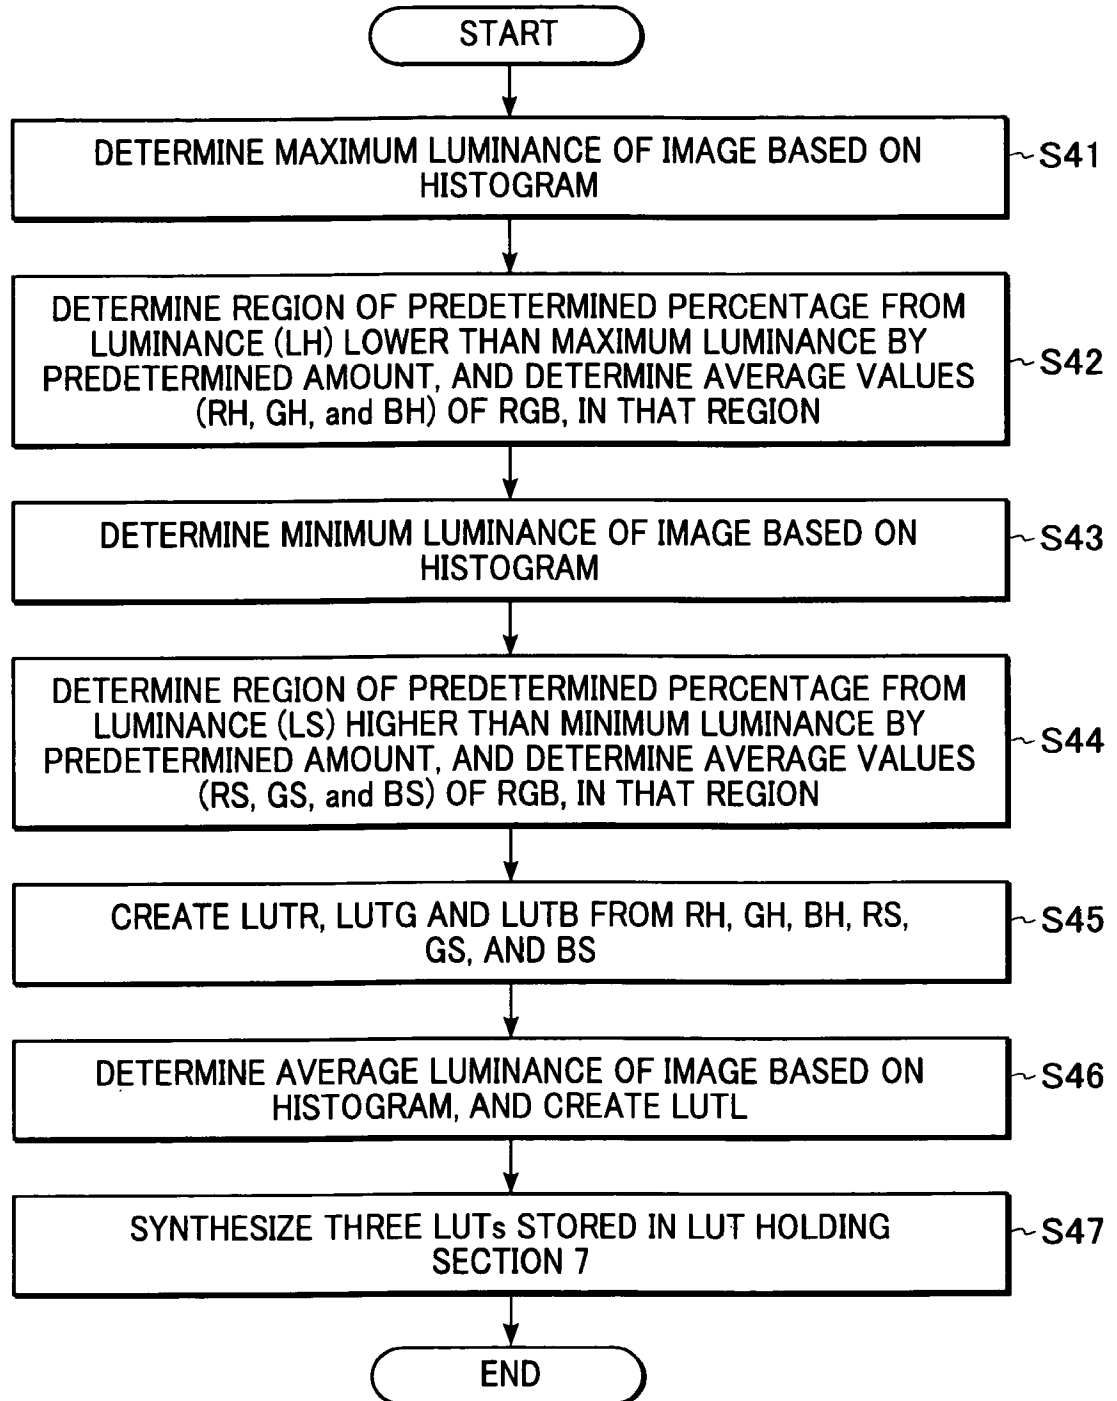 START
DETERMINE MAXIMUM LUMINANCE OF IMAGE BASED ON
HISTOGRAM
S41
DETERMINE REGION OF PREDETERMINED PERCENTAGE FROM
LUMINANCE (LH) LOWER THAN MAXIMUM LUMINANCE BY
PREDETERMINED AMOUNT, AND DETERMINE AVERAGE VALUES
(RH, GH, and BH) OF RGB, IN THAT REGION
S42
DETERMINE MINIMUM LUMINANCE OF IMAGE BASED ON
HISTOGRAM
S43
DETERMINE REGION OF PREDETERMINED PERCENTAGE FROM
LUMINANCE (LS) HIGHER THAN MINIMUM LUMINANCE BY
PREDETERMINED AMOUNT, AND DETERMINE AVERAGE VALUES
(RS, GS, and BS) OF RGB, IN THAT REGION
S44
CREATE LUTR, LUTG AND LUTB FROM RH, GH, BH, RS,
GS, AND BS
S45
DETERMINE AVERAGE LUMINANCE OF IMAGE BASED ON
HISTOGRAM, AND CREATE LUTL
S46
SYNTHESIZE THREE LUTs STORED IN LUT HOLDING
SECTION 7
S47
END